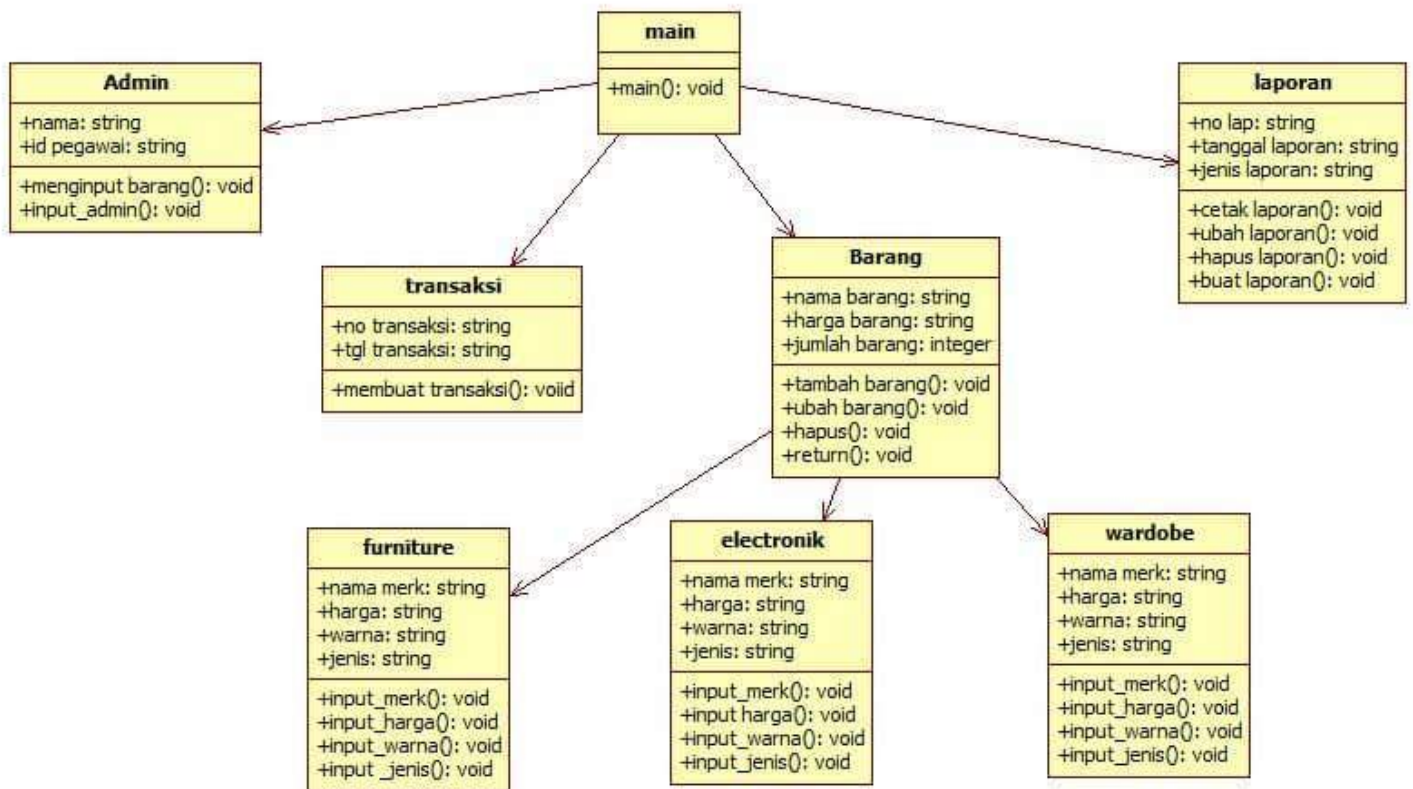 main
+main(): void
Admin
+nama: string
+id pegawai: string
+menginput barang(): void
+input_admin(): void
laporan
+no lap: string
+tanggal laporan: string
+jenis laporan: string
+cetak laporan(): void
+ubah laporan(): void
+hapus laporan(): void
+buat laporan(): void
transaksi
+no transaksi: string
+tgl transaksi: string
+membuat transaksi(): voiid
Barang
+nama barang: string
+harga barang: string
+jumlah barang: integer
+tambah barang(): void
+ubah barang(): void
+hapus(): void
+return(): void
furniture
+nama merk: string
+harga: string
+warna: string
+jenis: string
+input_merk(): void
+input_harga(): void
+input_warna(): void
+input _jenis(): void
electronik
+nama merk: string
+harga: string
+warna: string
+jenis: string
+input_merk(): void
+input harga(): void
+input_warna(): void
+input_jenis(): void
wardobe
+nama merk: string
+harga: string
+warna: string
+jenis: string
+input_merk(): void
+input_harga(): void
+input_warna(): void
+input_jenis(): void